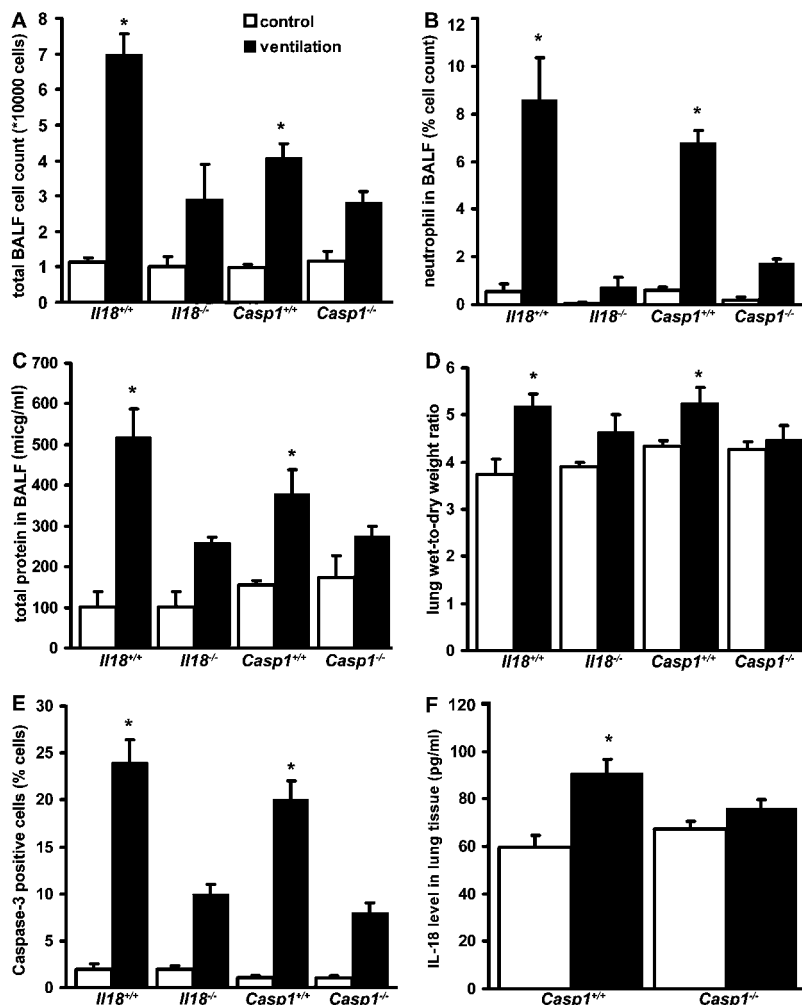 A
total BALF cell count (*10000 cells)
8
7
6
5
4
3
2
1
0
* *
control
ventilation
Il18+/+ Il18-/- Casp1+/+ Casp1-/-
B
neutrophil in BALF (% cell count)
12
10
8
6
4
2
0
* *
Il18+/+ Il18-/- Casp1+/+ Casp1-/-
C
total protein in BALF (micg/ml)
700
600
500
400
300
200
100
0
* *
Il18+/+ Il18-/- Casp1+/+ Casp1-/-
D
lung wet-to-dry weight ratio
6
5
4
3
2
1
0
* *
Il18+/+ Il18-/- Casp1+/+ Casp1-/-
E
Caspase-3 positive cells (% cells)
30
25
20
15
10
5
0
* *
Il18+/+ Il18-/- Casp1+/+ Casp1-/-
F
IL-18 level in lung tissue (pg/ml)
120
100
80
60
40
20
0
*
Casp1+/+ Casp1-/-